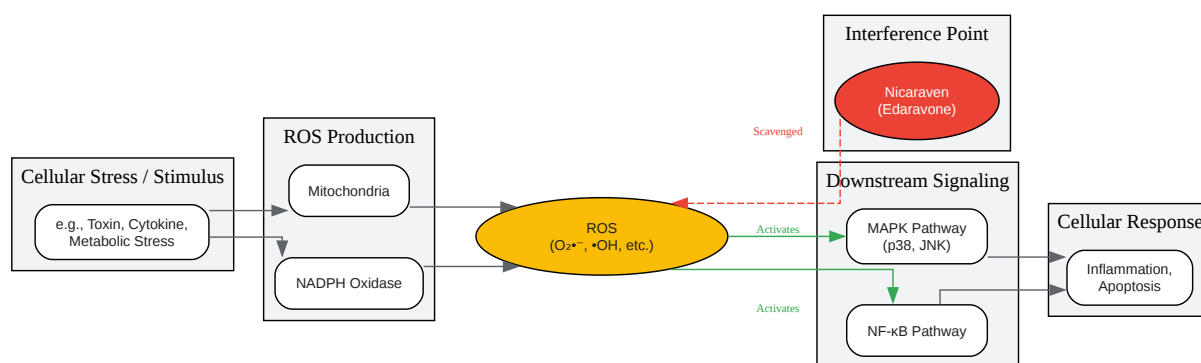 Interference Point
Nicaraven
(Edaravone)
Scavenged
ROS Production
Mitochondria
NADPH Oxidase
Cellular Stress / Stimulus
e.g., Toxin, Cytokine,
Metabolic Stress
ROS
(O₂•⁻, •OH, etc.)
Activates
Activates
Downstream Signaling
MAPK Pathway
(p38, JNK)
NF-κB Pathway
Cellular Response
Inflammation,
Apoptosis